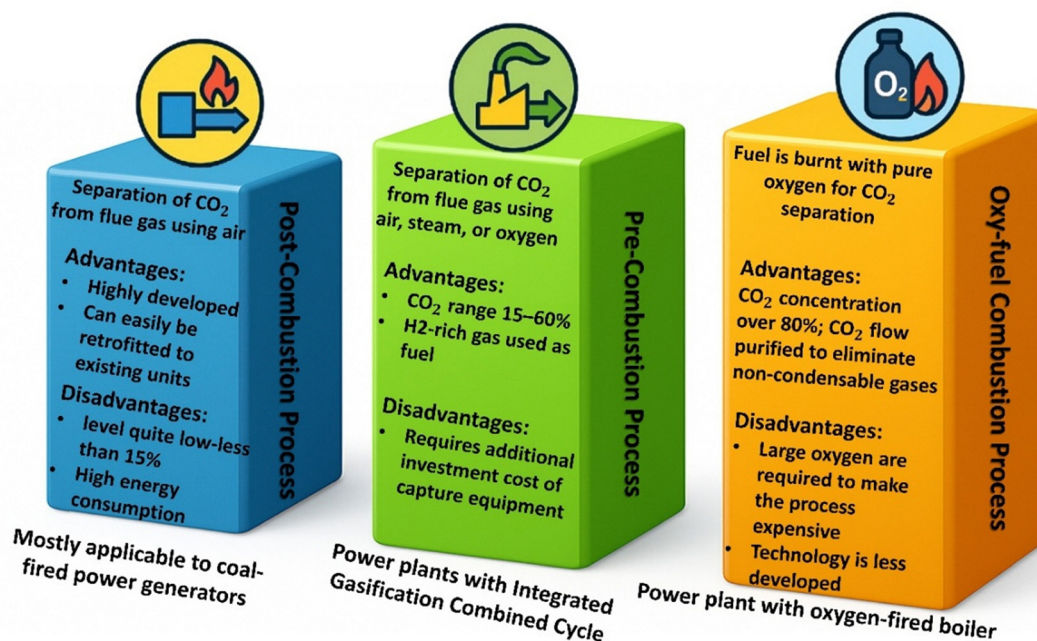 Separation of CO₂
from flue gas using air
Advantages:
• Highly developed
• Can easily be
retrofitted to
existing units
Disadvantages:
• level quite low-less
than 15%
• High energy
consumption
Post-Combustion Process
Mostly applicable to coal-
fired power generators
Separation of CO₂
from flue gas using
air, steam, or oxygen
Advantages:
• CO₂ range 15–60%
• H2-rich gas used as
fuel
Disadvantages:
• Requires additional
investment cost of
capture equipment
Pre-Combustion Process
Power plants with Integrated
Gasification Combined Cycle
O₂
Fuel is burnt with pure
oxygen for CO₂
separation
Advantages:
CO₂ concentration
over 80%; CO₂ flow
purified to eliminate
non-condensable gases
Disadvantages:
• Large oxygen are
required to make
the process
expensive
• Technology is less
developed
Oxy-fuel Combustion Process
Power plant with oxygen-fired boiler